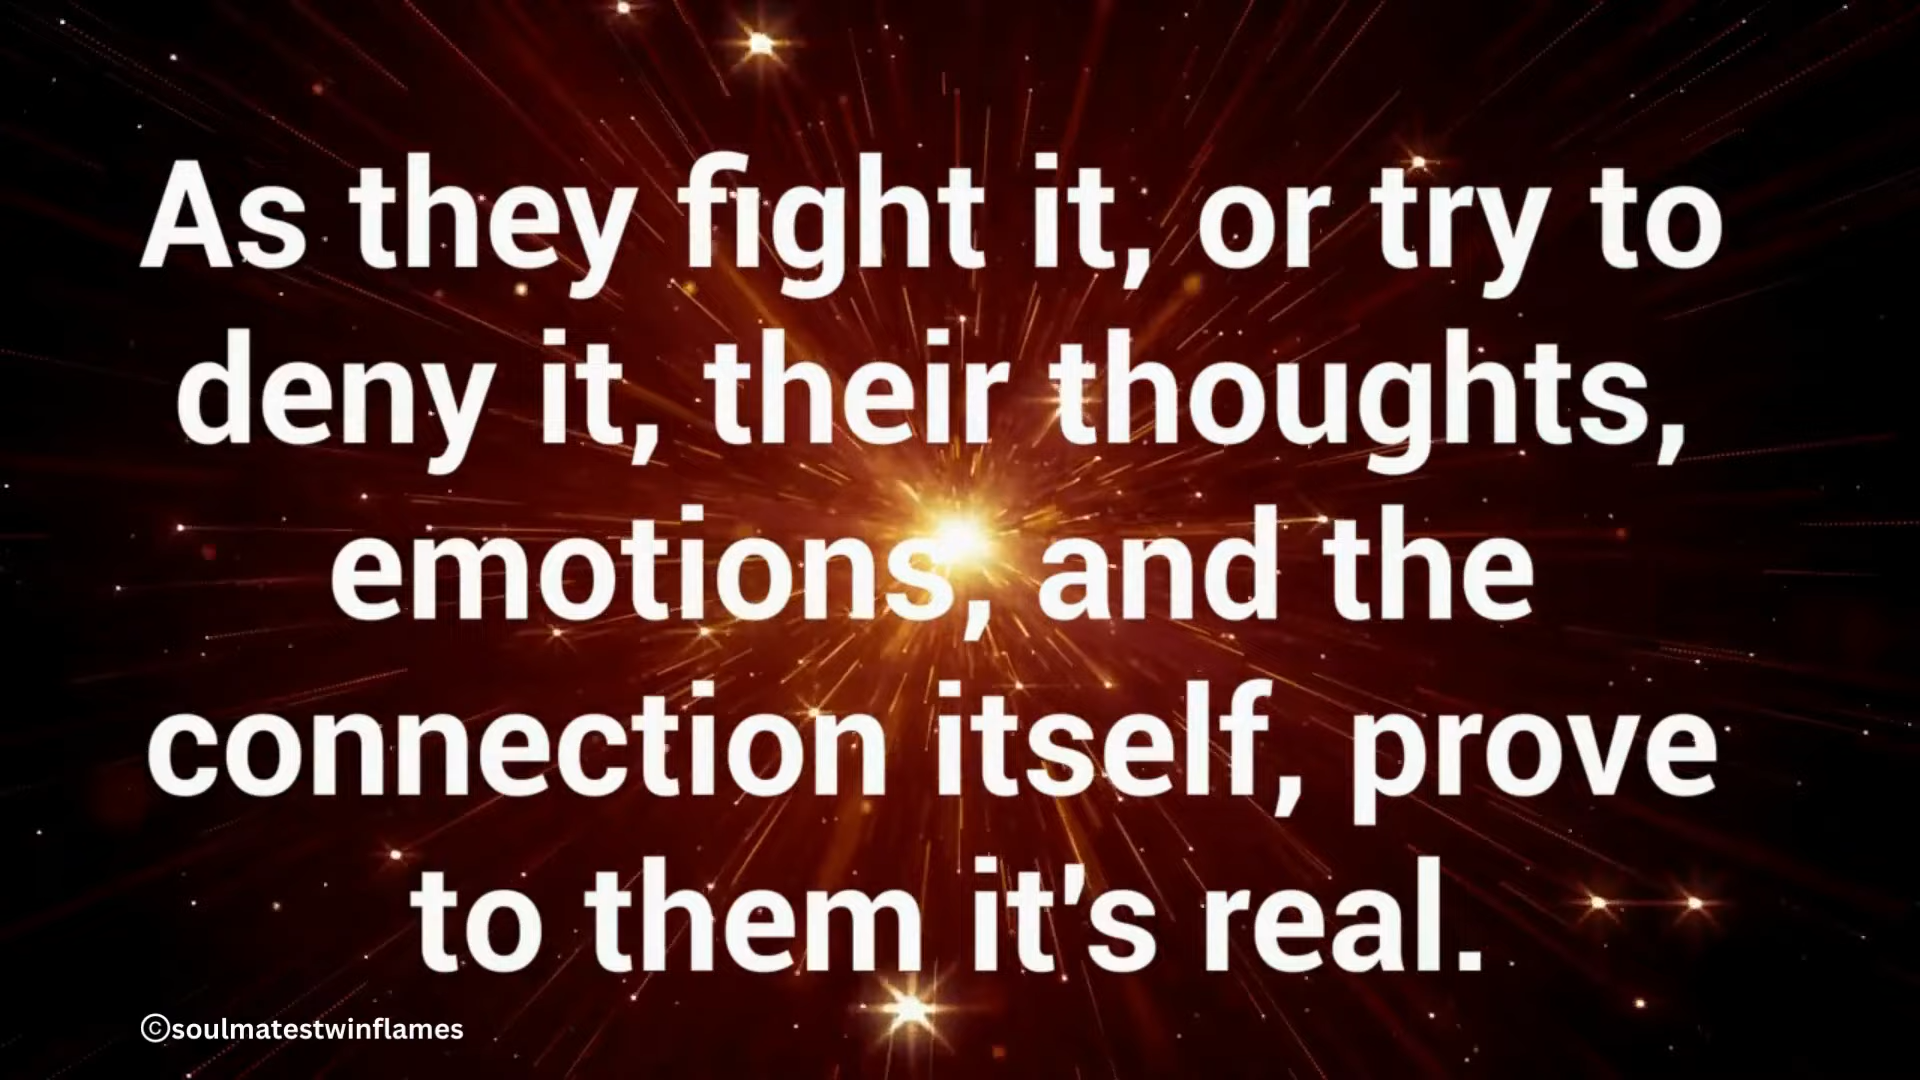 As they fight it, or try to
deny it, their thoughts,
emotions, and the
connection itself, prove
to them it's real.
©soulmatestwinflames